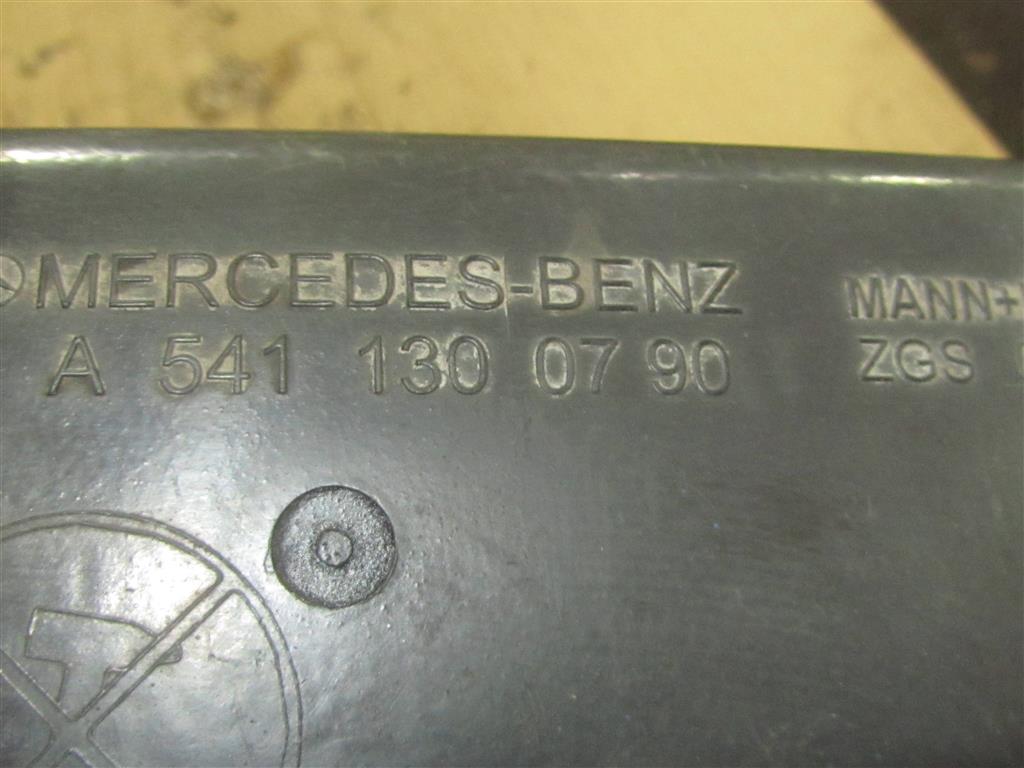 MERCEDES-BENZ MANN+
A 541 130 07 90 ZGS